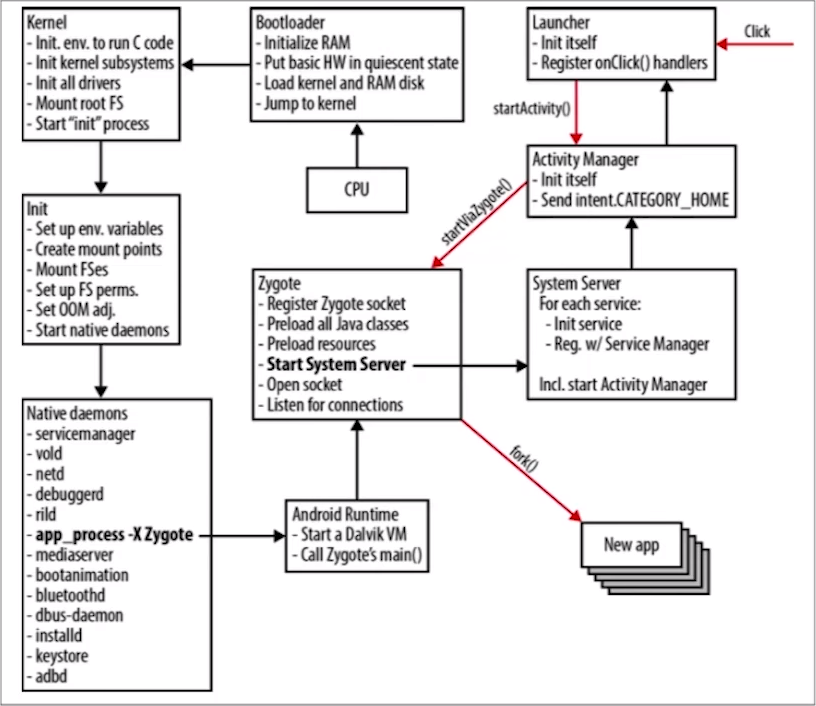 Kernel
- Init. env. to run C code
- Init kernel subsystems
- Init all drivers
- Mount root FS
- Start “init” process
Bootloader
- Initialize RAM
- Put basic HW in quiescent state
- Load kernel and RAM disk
- Jump to kernel
Launcher
- Init itself
- Register onClick() handlers
Click
startActivity()
CPU
Activity Manager
- Init itself
- Send intent.CATEGORY_HOME
startViaZygote()
Init
- Set up env. variables
- Create mount points
- Mount FSes
- Set up FS perms.
- Set OOM adj.
- Start native daemons
Zygote
- Register Zygote socket
- Preload all Java classes
- Preload resources
- Start System Server
- Open socket
- Listen for connections
System Server
For each service:
- Init service
- Reg. w/ Service Manager
Incl. start Activity Manager
Native daemons
- servicemanager
- vold
- netd
- debuggerd
- rild
- app_process -X Zygote
- mediaserver
- bootanimation
- bluetoothd
- dbus-daemon
- installd
- keystore
- adbd
Android Runtime
- Start a Dalvik VM
- Call Zygote’s main()
fork()
New app